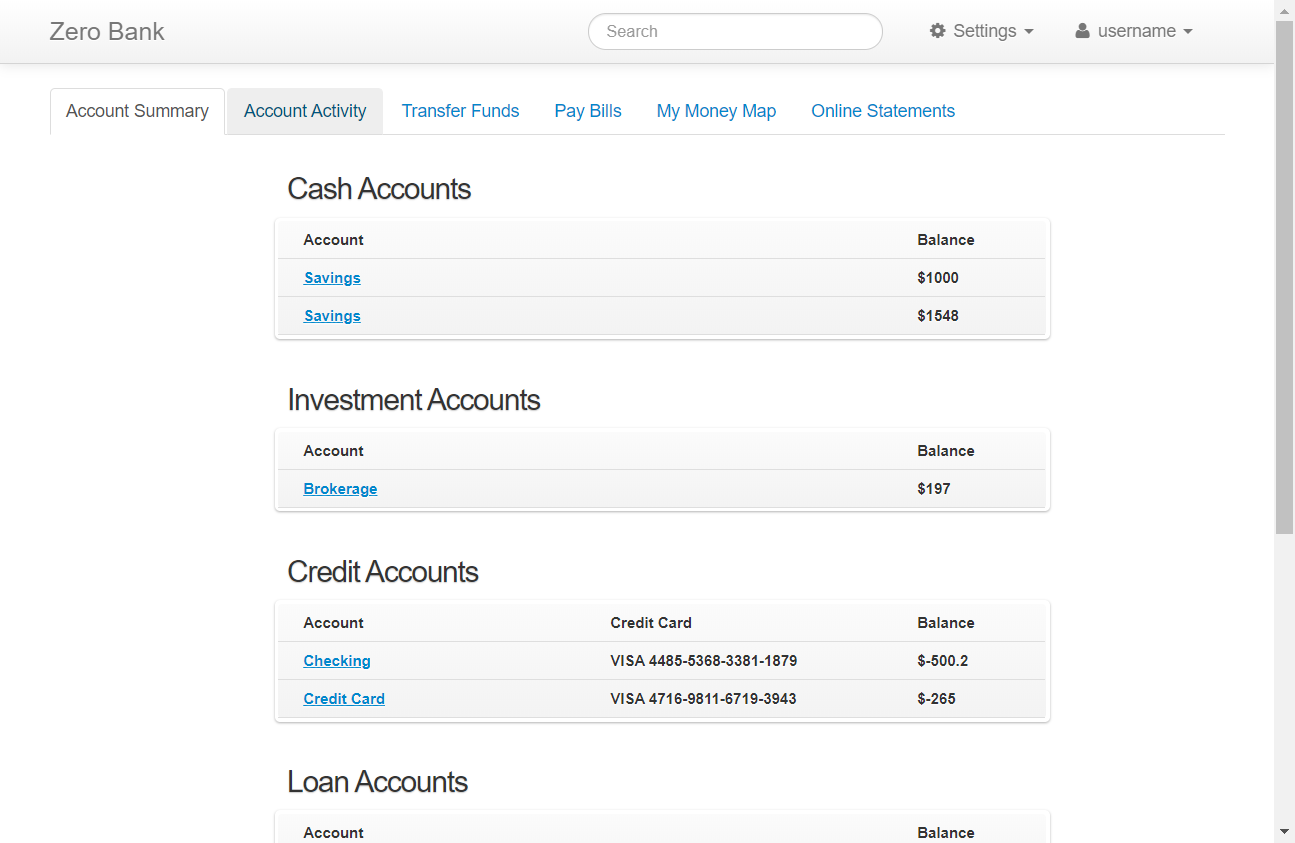 Zero Bank Search Settings username
Account Summary Account Activity Transfer Funds Pay Bills My Money Map Online Statements
Cash Accounts
Account Balance
Savings $1000
Savings $1548
Investment Accounts
Account Balance
Brokerage $197
Credit Accounts
Account Credit Card Balance
Checking VISA 4485-5368-3381-1879 $-500.2
Credit Card VISA 4716-9811-6719-3943 $-265
Loan Accounts
Account Balance